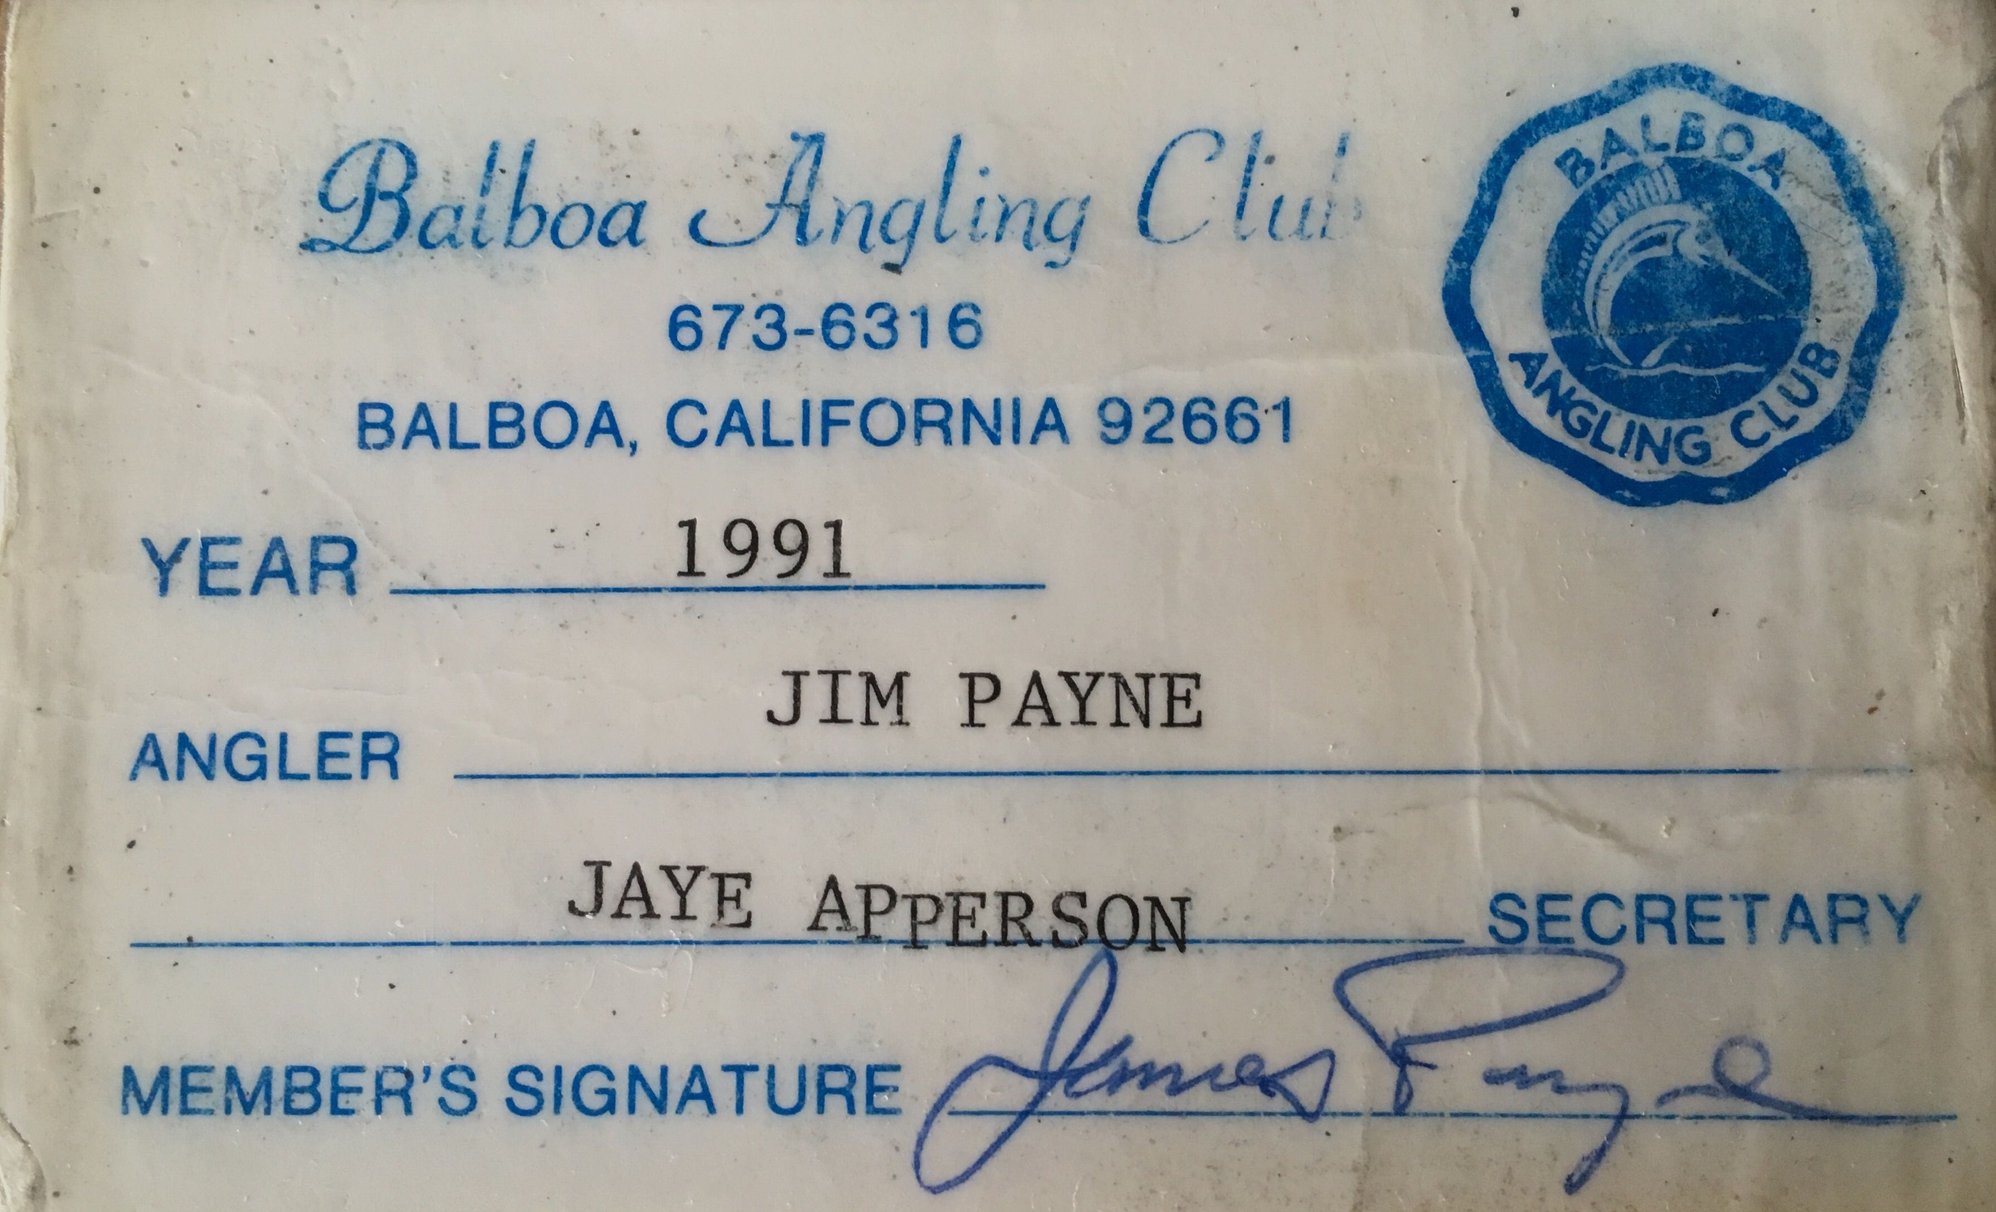 Balboa Angling Club
673-6316
BALBOA, CALIFORNIA 92661
BALBOA
ANGLING CLUB
YEAR 1991
ANGLER JIM PAYNE
JAYE APPERSON SECRETARY
MEMBER'S SIGNATURE James Payne